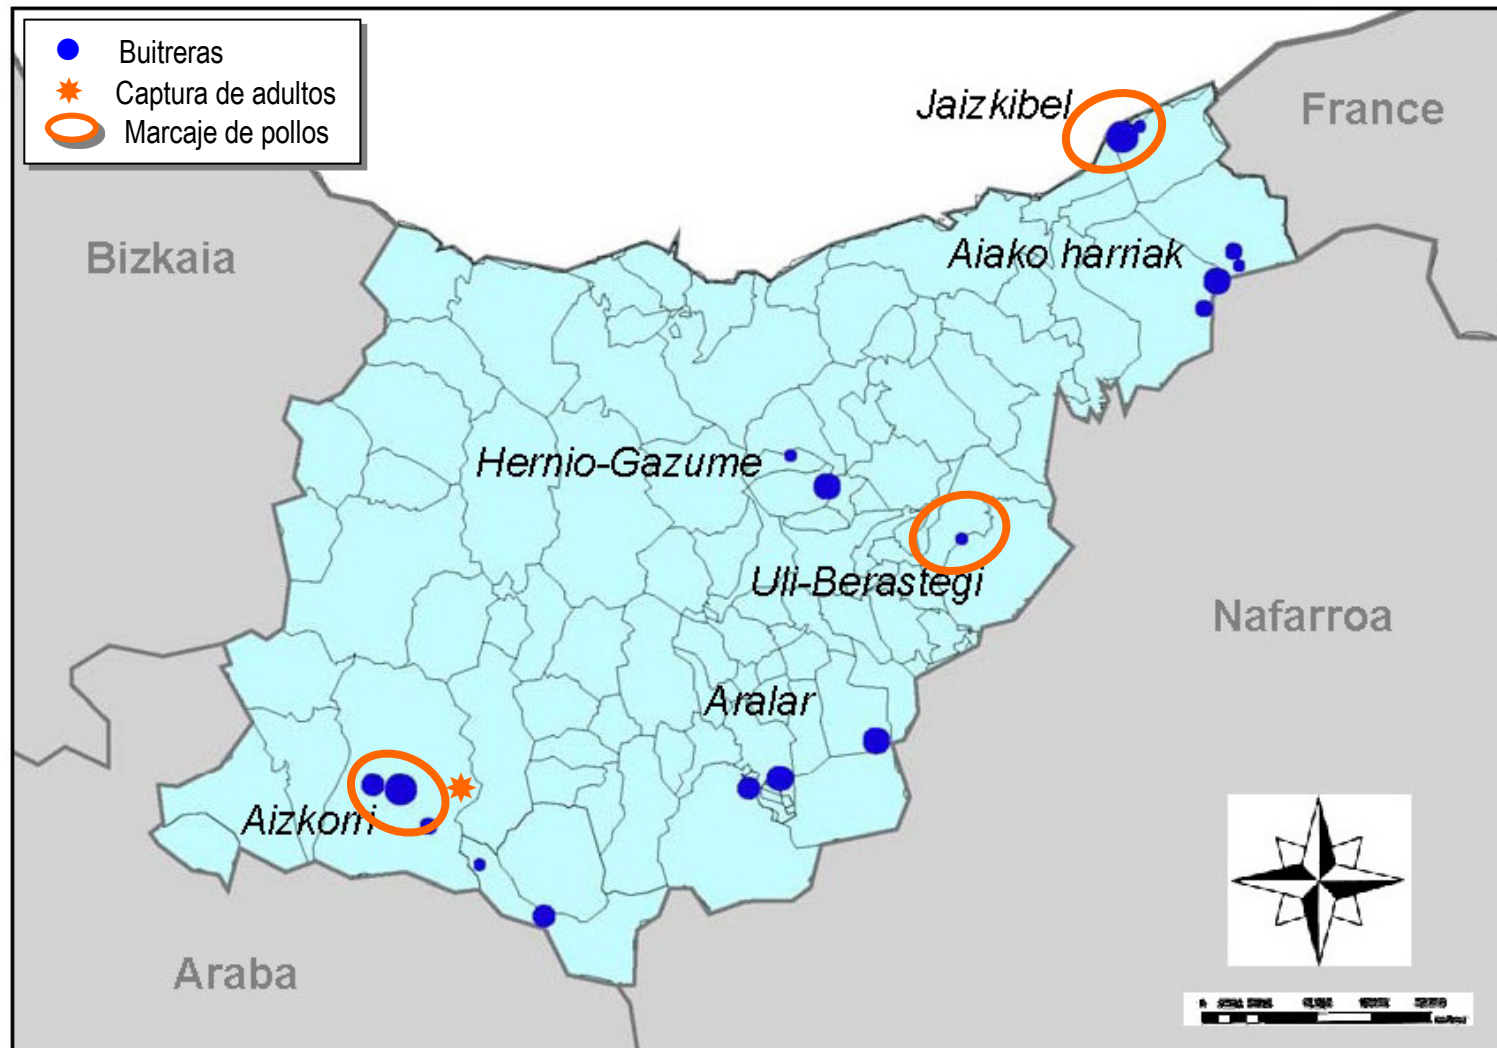 Buitreras
Captura de adultos
Marcaje de pollos
Jaizkibel
France
Bizkaia
Aiako harriak
Hernio-Gazume
Uli-Berastegi
Nafarroa
Aralar
Aizkorri
Araba